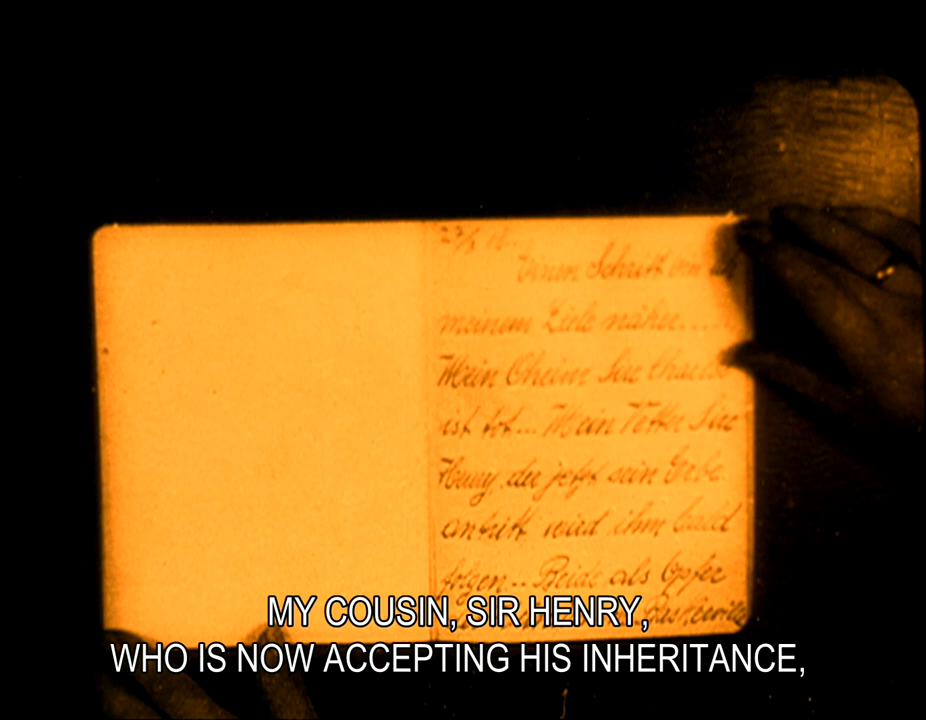 Einen Schritt
meinem Ziele näher....
Mein Oheim Sir Charles
ist tot... Mein Vetter Sir
Henry, der jetzt sein Erbe
antritt wird ihm bald
folgen... Beide als Opfer
MY COUSIN, SIR HENRY,
WHO IS NOW ACCEPTING HIS INHERITANCE,